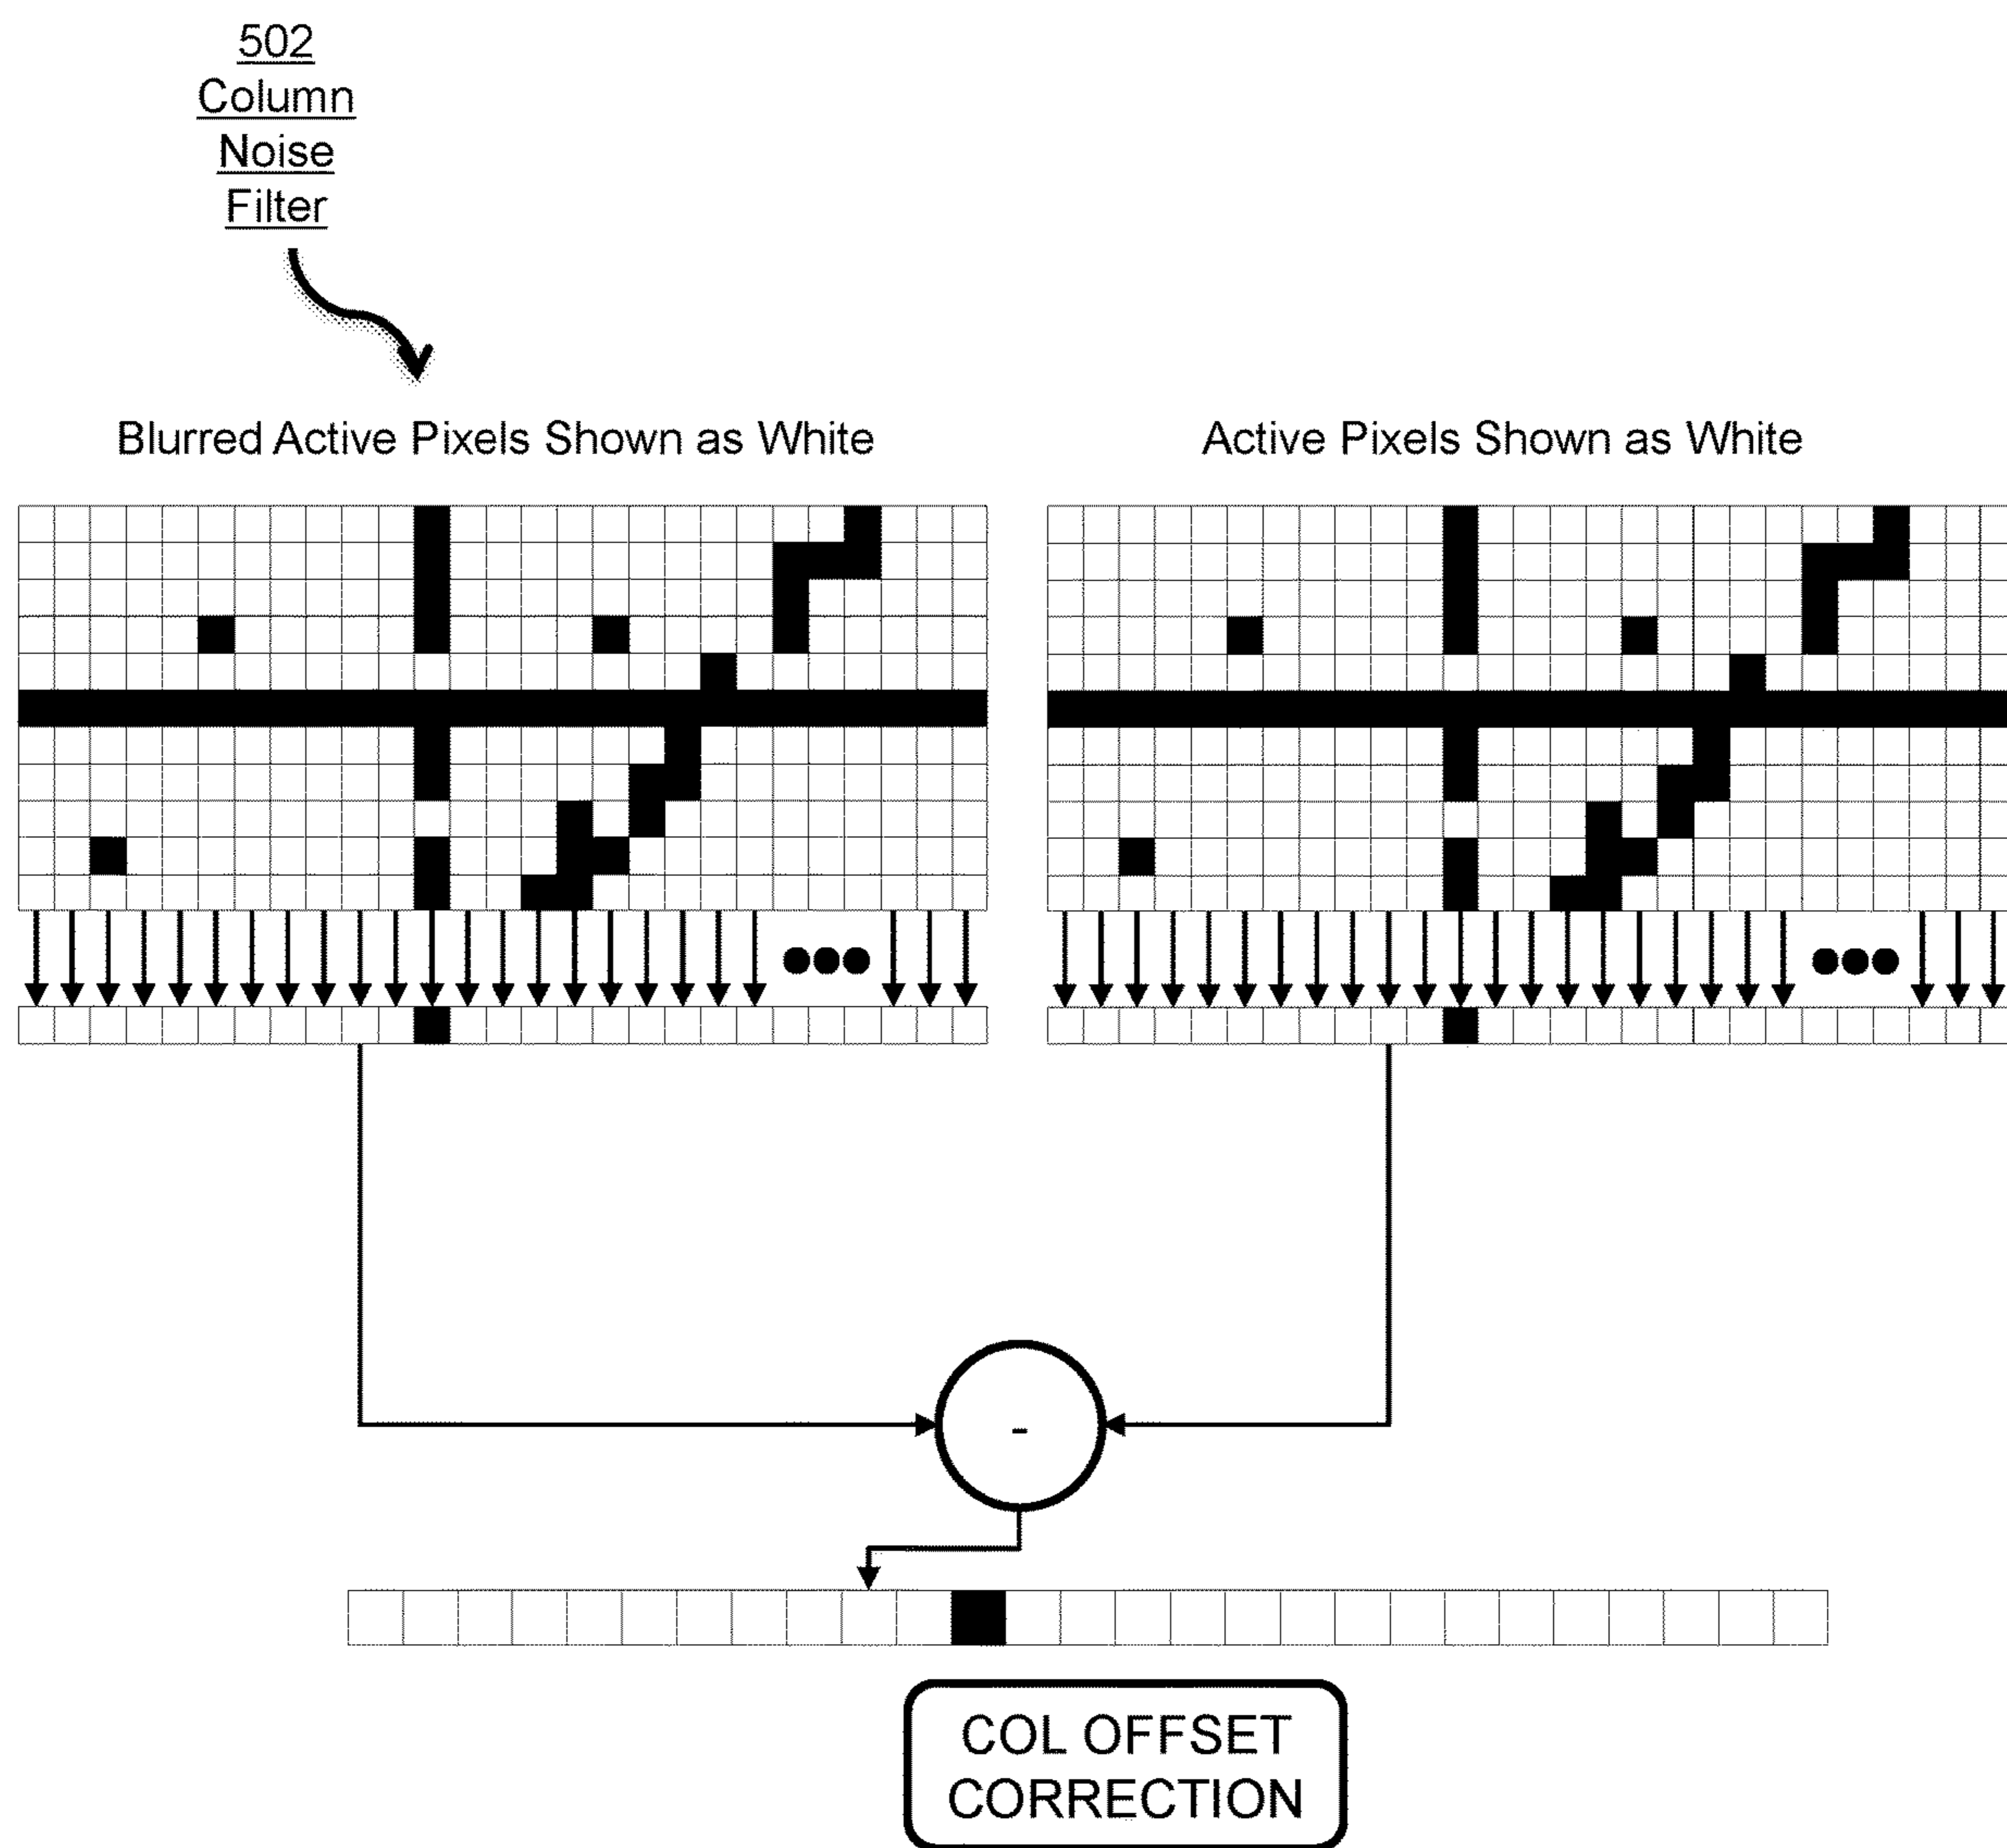 502
Column
Noise
Filter
Blurred Active Pixels Shown as White
Active Pixels Shown as White
-
COL OFFSET
CORRECTION